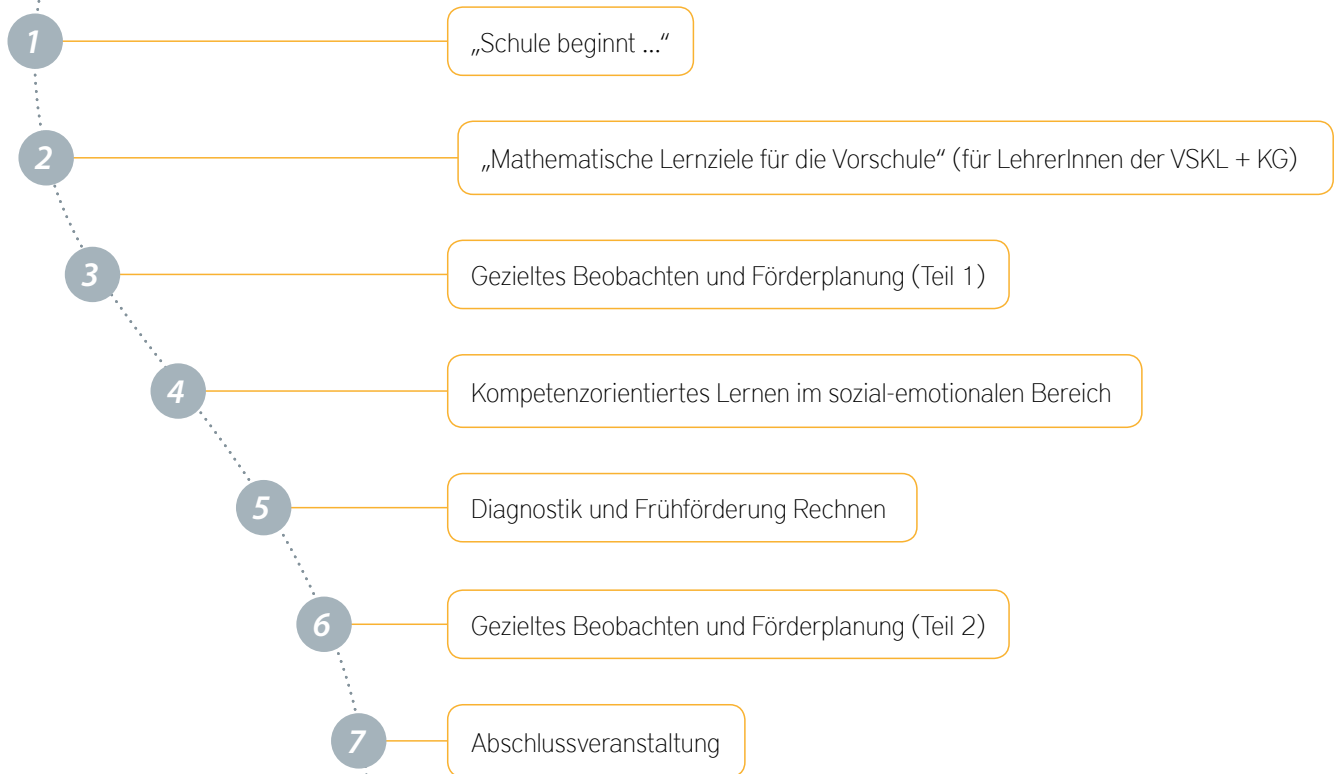 1 „Schule beginnt ..."
2 „Mathematische Lernziele für die Vorschule" (für LehrerInnen der VSKL + KG)
3 Gezieltes Beobachten und Förderplanung (Teil 1)
4 Kompetenzorientiertes Lernen im sozial-emotionalen Bereich
5 Diagnostik und Frühförderung Rechnen
6 Gezieltes Beobachten und Förderplanung (Teil 2)
7 Abschlussveranstaltung